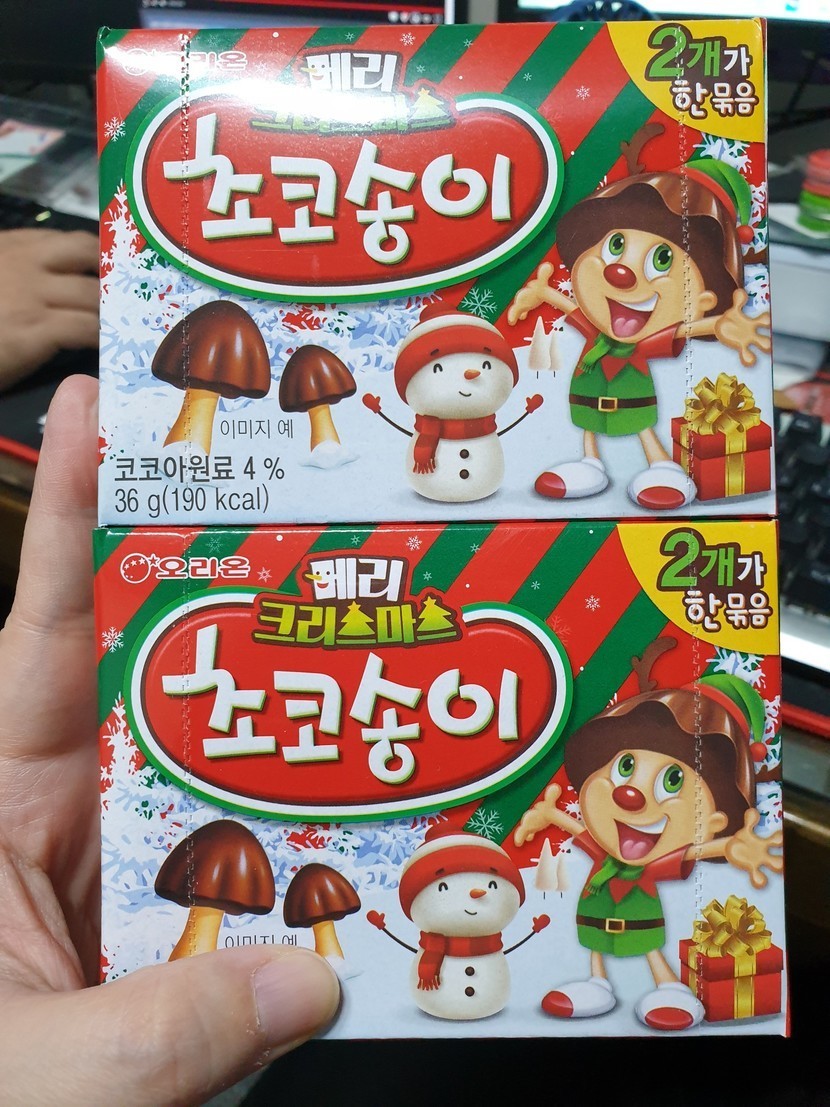 오리온
2개가
한묶음
메리
크리스마스
초코송이
이미지 예
코코아원료 4 %
36 g(190 kcal)
오리온
2개가
한묶음
메리
크리스마스
초코송이
이미지 예